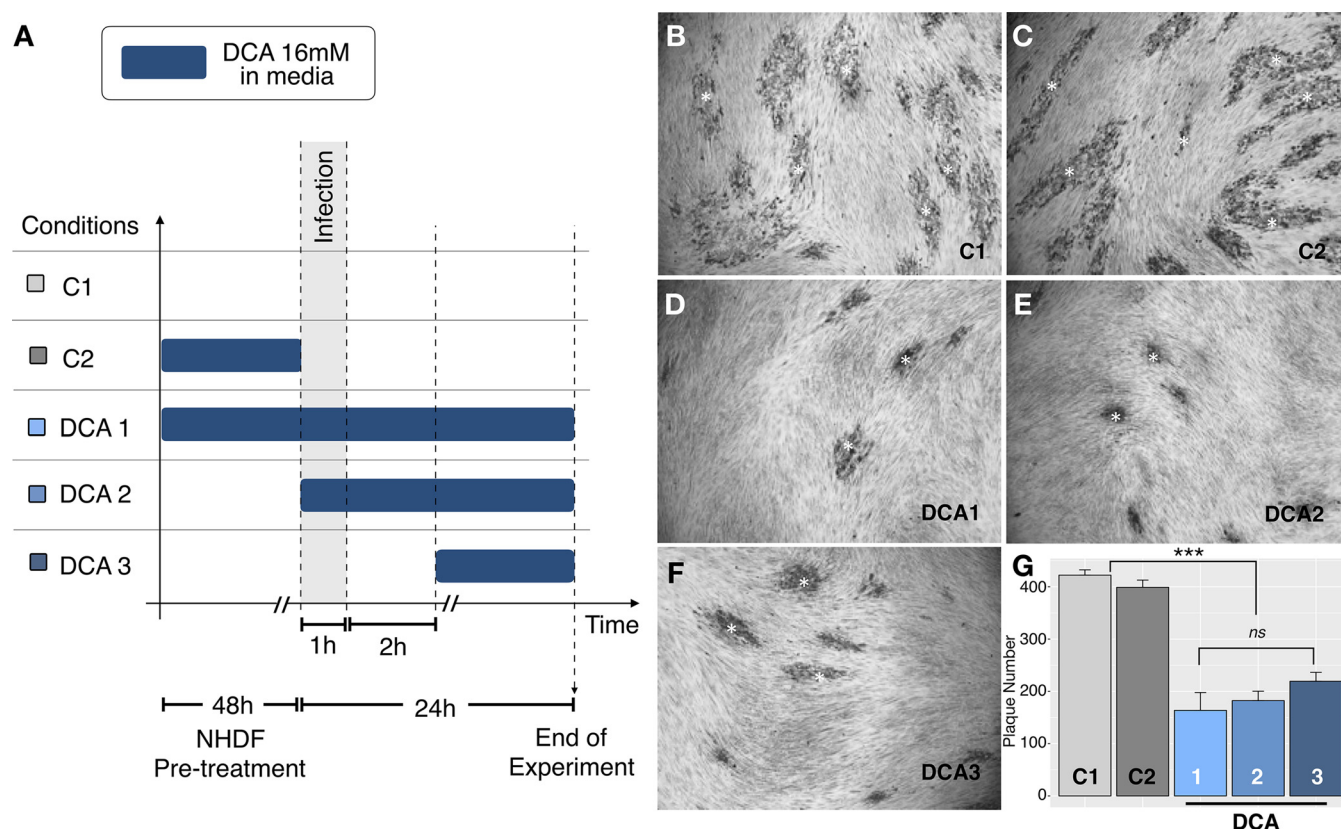 A
DCA 16mM
in media
Infection
Conditions
C1
C2
DCA 1
DCA 2
DCA 3
Time
1h
2h
48h
24h
NHDF
Pre-treatment
End of
Experiment
B
C1
C
C2
D
DCA1
E
DCA2
F
DCA3
G
***
ns
Plaque Number
400
300
200
100
0
C1
C2
1
2
3
DCA